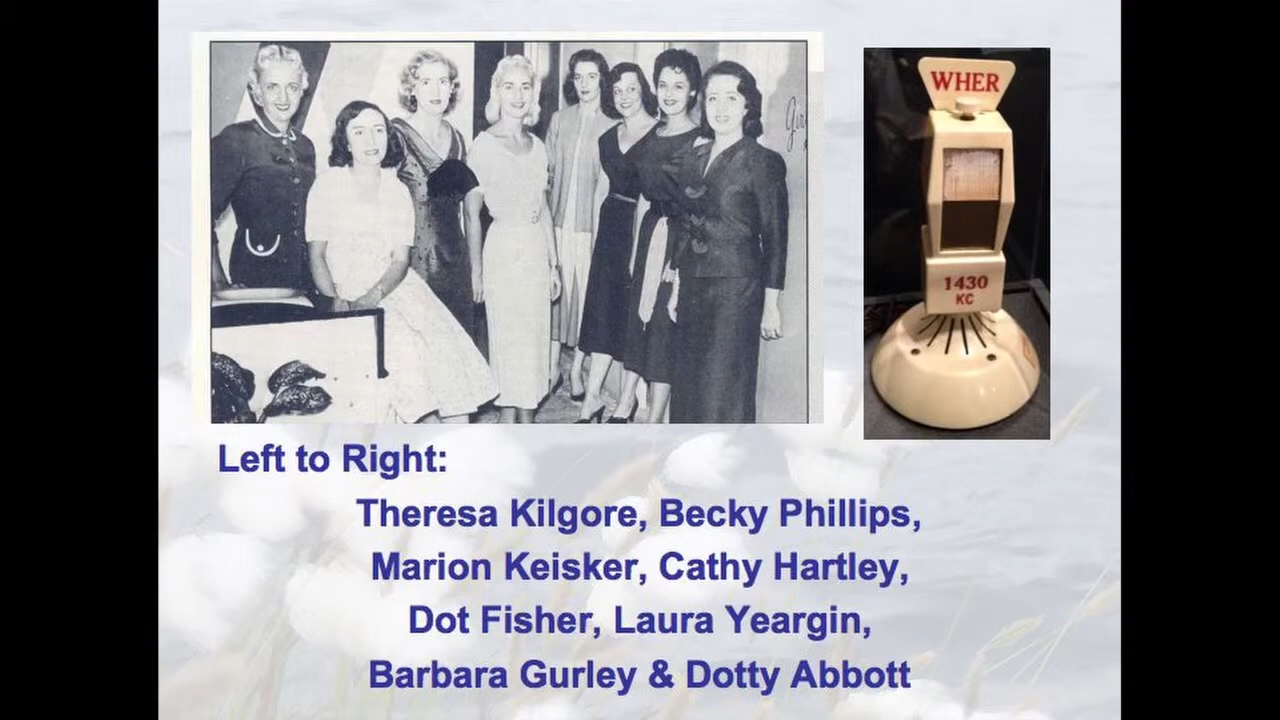 WHER
1430
KC
Left to Right:
Theresa Kilgore, Becky Phillips,
Marion Keisker, Cathy Hartley,
Dot Fisher, Laura Yeargin,
Barbara Gurley & Dotty Abbott